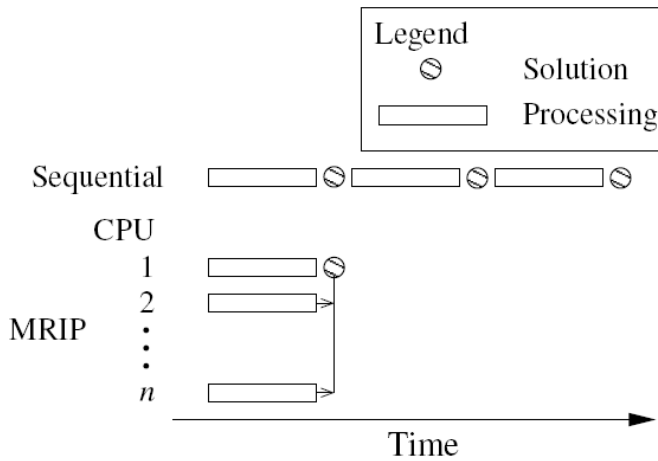 Legend
Solution
Processing
Sequential
CPU
1
2
MRIP
n
Time